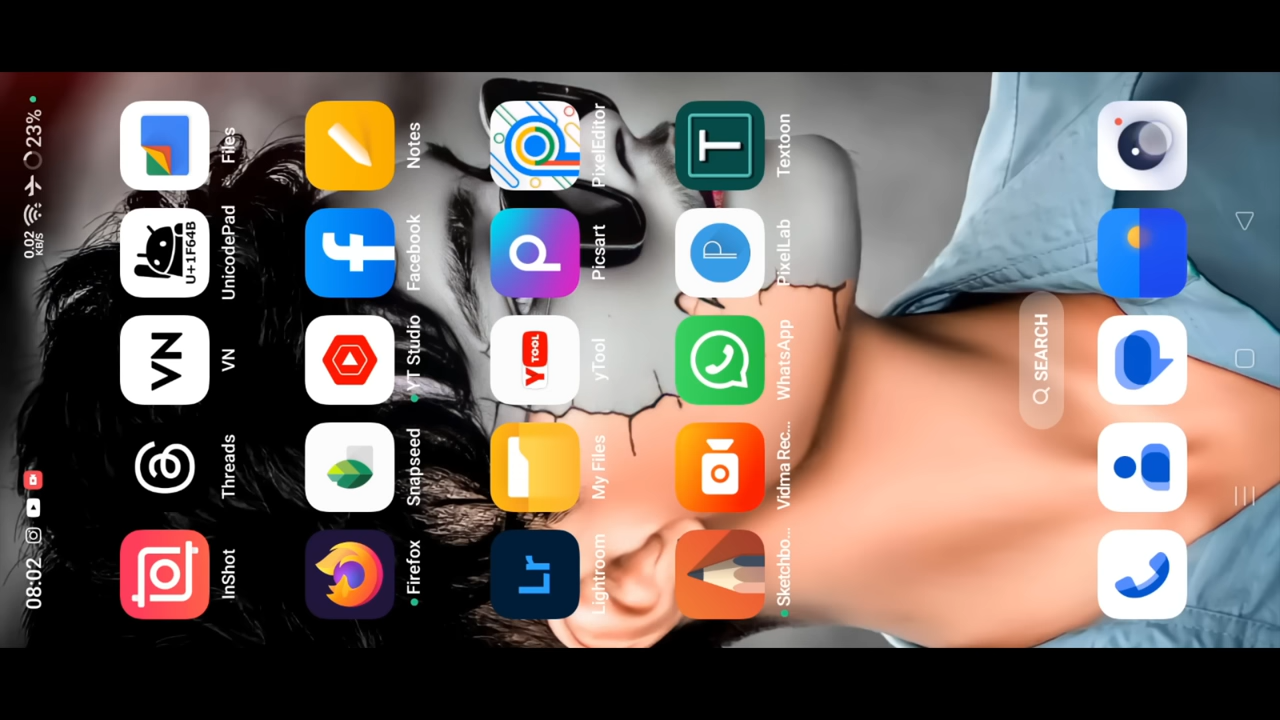 08:02
0.02 KB/S
23%
InShot Threads VN UnicodePad Files
VN
U+1F64B
Firefox Snapseed YT Studio Facebook Notes
Lightroom My Files yTool Picsart PixelEditor
Lr
Y TOOL
Sketchbo... Vidma Rec... WhatsApp PixelLab Textoon
P
T
SEARCH